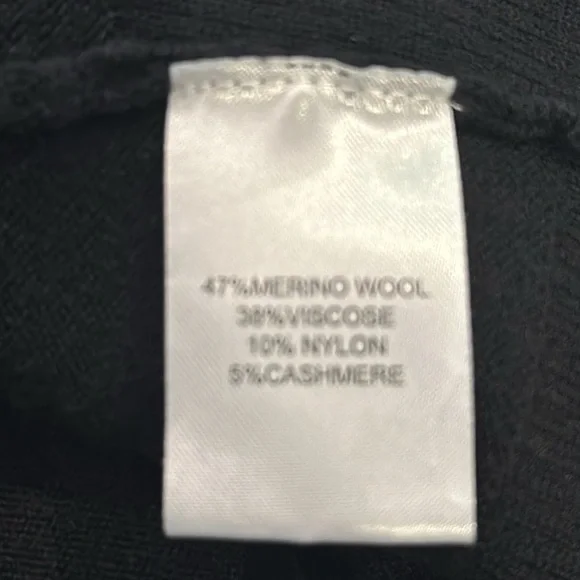 47%MERINO WOOL
38%VISCOSE
10% NYLON
5%CASHMERE